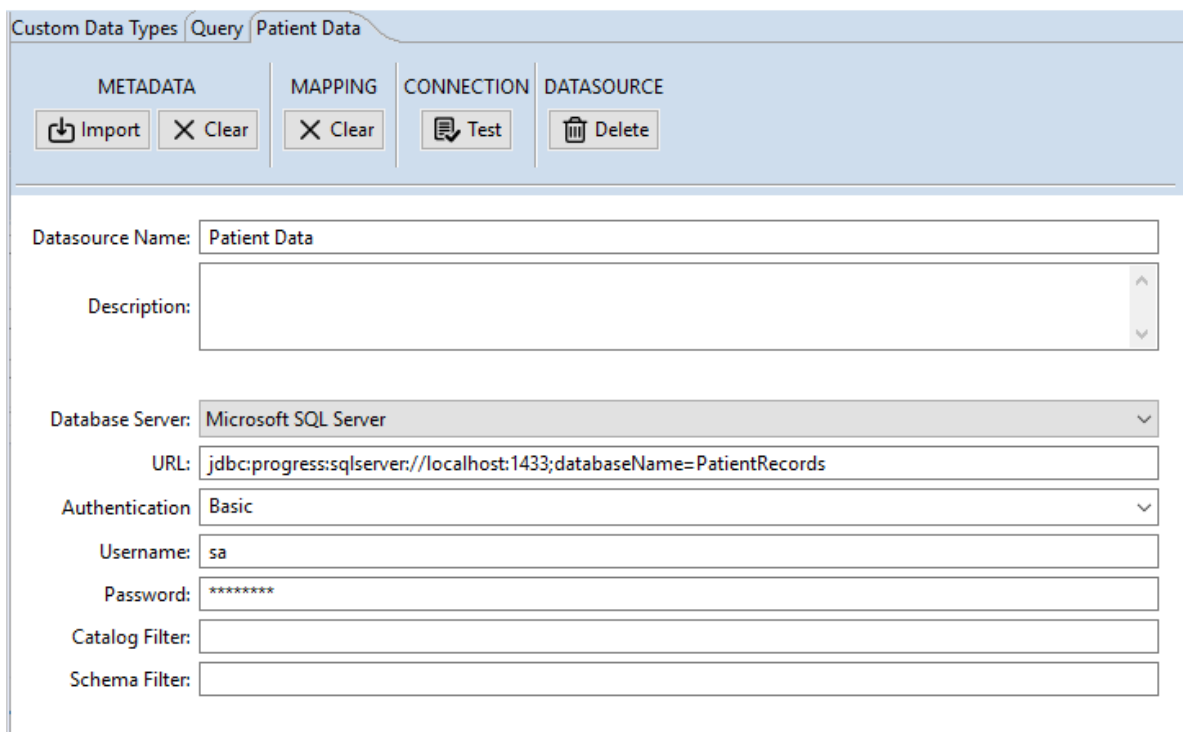 Custom Data Types Query Patient Data
METADATA MAPPING CONNECTION DATASOURCE
Import Clear Clear Test Delete
Datasource Name: Patient Data
Description:
Database Server: Microsoft SQL Server
URL: jdbc:progress:sqlserver://localhost:1433;databaseName=PatientRecords
Authentication Basic
Username: sa
Password: ********
Catalog Filter:
Schema Filter: